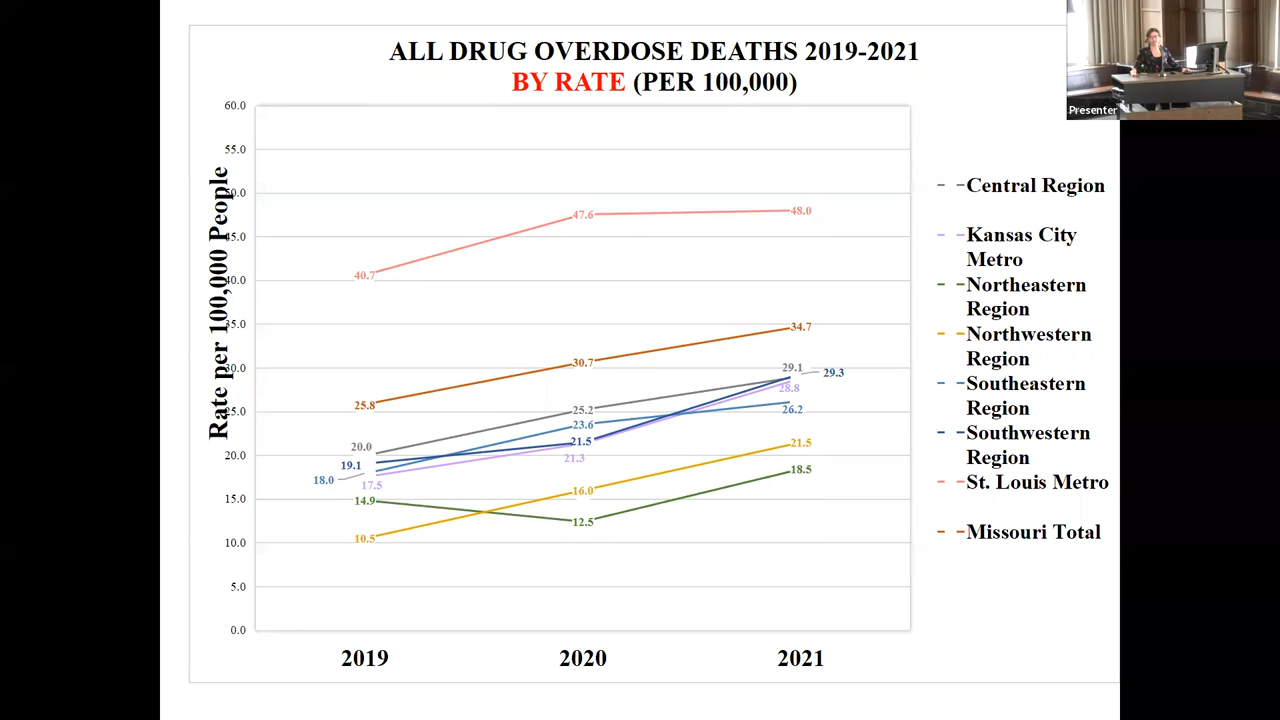 ALL DRUG OVERDOSE DEATHS 2019-2021
BY RATE (PER 100,000)
Presenter
Rate per 100,000 People
60.0
55.0
50.0
45.0
40.0
35.0
30.0
25.0
20.0
15.0
10.0
5.0
0.0
40.7
47.6
48.0
25.8
30.7
34.7
20.0
25.2
29.1
29.3
19.1
21.5
28.8
18.0
23.6
26.2
17.5
21.3
14.9
12.5
18.5
10.5
16.0
21.5
2019
2020
2021
Central Region
Kansas City
Metro
Northeastern
Region
Northwestern
Region
Southeastern
Region
Southwestern
Region
St. Louis Metro
Missouri Total